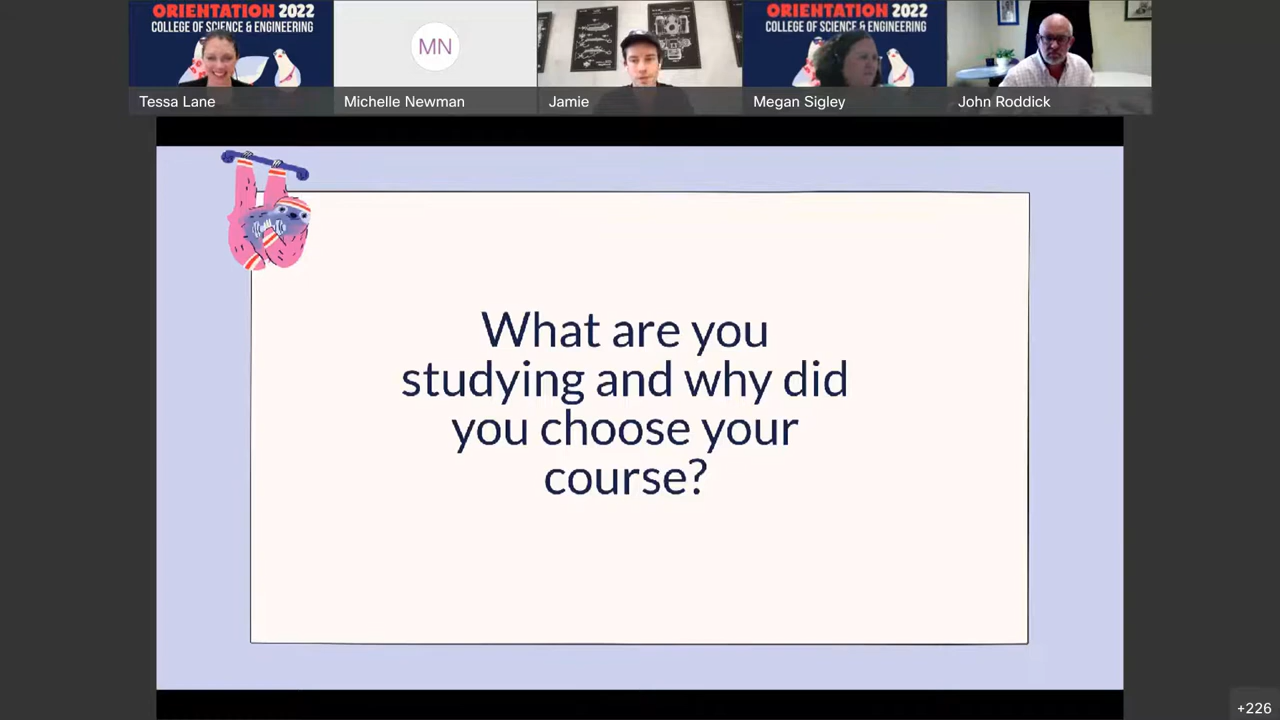 ORIENTATION 2022
COLLEGE OF SCIENCE & ENGINEERING
MN
ORIENTATION 2022
COLLEGE OF SCIENCE & ENGINEERING
Tessa Lane
Michelle Newman
Jamie
Megan Sigley
John Roddick
What are you
studying and why did
you choose your
course?
+226